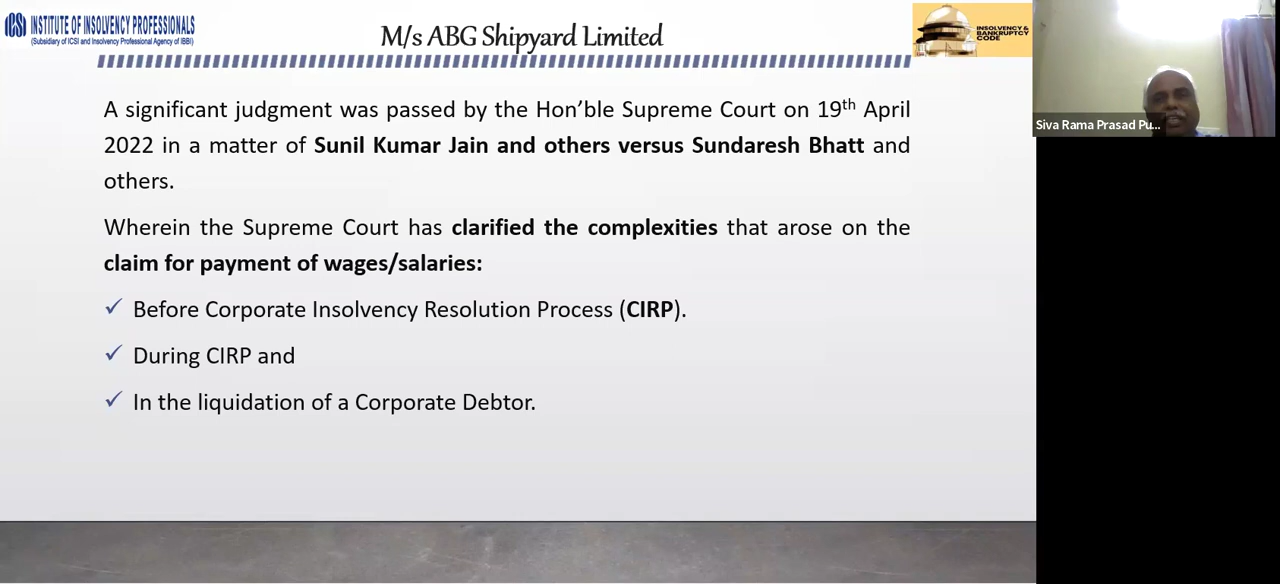 ICSI INSTITUTE OF INSOLVENCY PROFESSIONALS
(Subsidiary of ICSI and Insolvency Professional Agency of IBBI)
M/s ABG Shipyard Limited
INSOLVENCY &
BANKRUPTCY
CODE
A significant judgment was passed by the Hon’ble Supreme Court on 19th April
2022 in a matter of Sunil Kumar Jain and others versus Sundaresh Bhatt and
others.
Wherein the Supreme Court has clarified the complexities that arose on the
claim for payment of wages/salaries:
✓ Before Corporate Insolvency Resolution Process (CIRP).
✓ During CIRP and
✓ In the liquidation of a Corporate Debtor.
Siva Rama Prasad Pu...